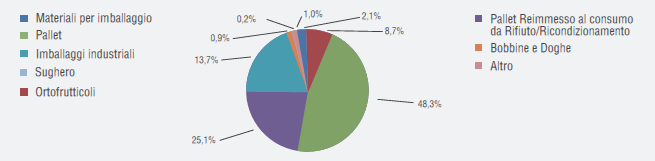 Materiali per imballaggio
Pallet
Imballaggi industriali
Sughero
Ortofrutticoli
0,2%
1,0%
2,1%
0,9%
8,7%
13,7%
48,3%
25,1%
Pallet Reimmesso al consumo
da Rifiuto/Ricondizionamento
Bobbine e Doghe
Altro